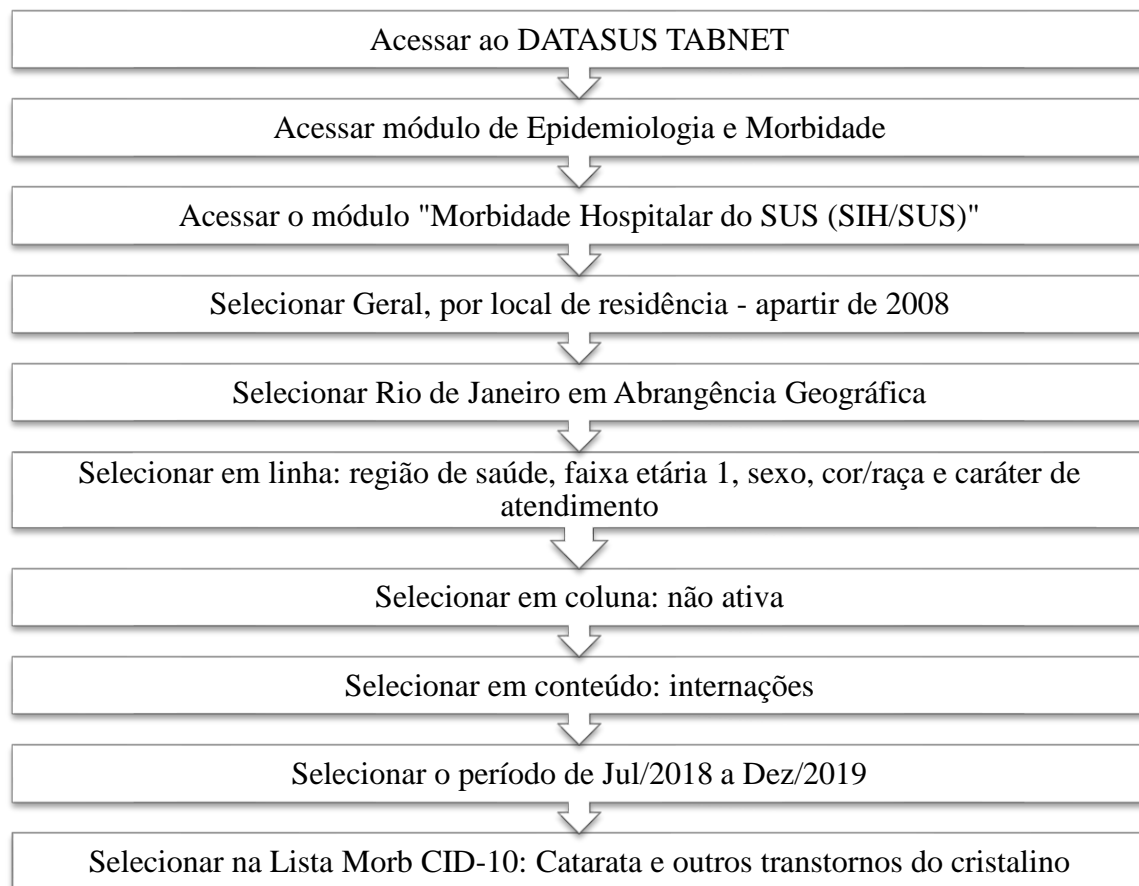 Acessar ao DATASUS TABNET
Acessar módulo de Epidemiologia e Morbidade
Acessar o módulo "Morbidade Hospitalar do SUS (SIH/SUS)"
Selecionar Geral, por local de residência - apartir de 2008
Selecionar Rio de Janeiro em Abrangência Geográfica
Selecionar em linha: região de saúde, faixa etária 1, sexo, cor/raça e caráter de
atendimento
Selecionar em coluna: não ativa
Selecionar em conteúdo: internações
Selecionar o período de Jul/2018 a Dez/2019
Selecionar na Lista Morb CID-10: Catarata e outros transtornos do cristalino